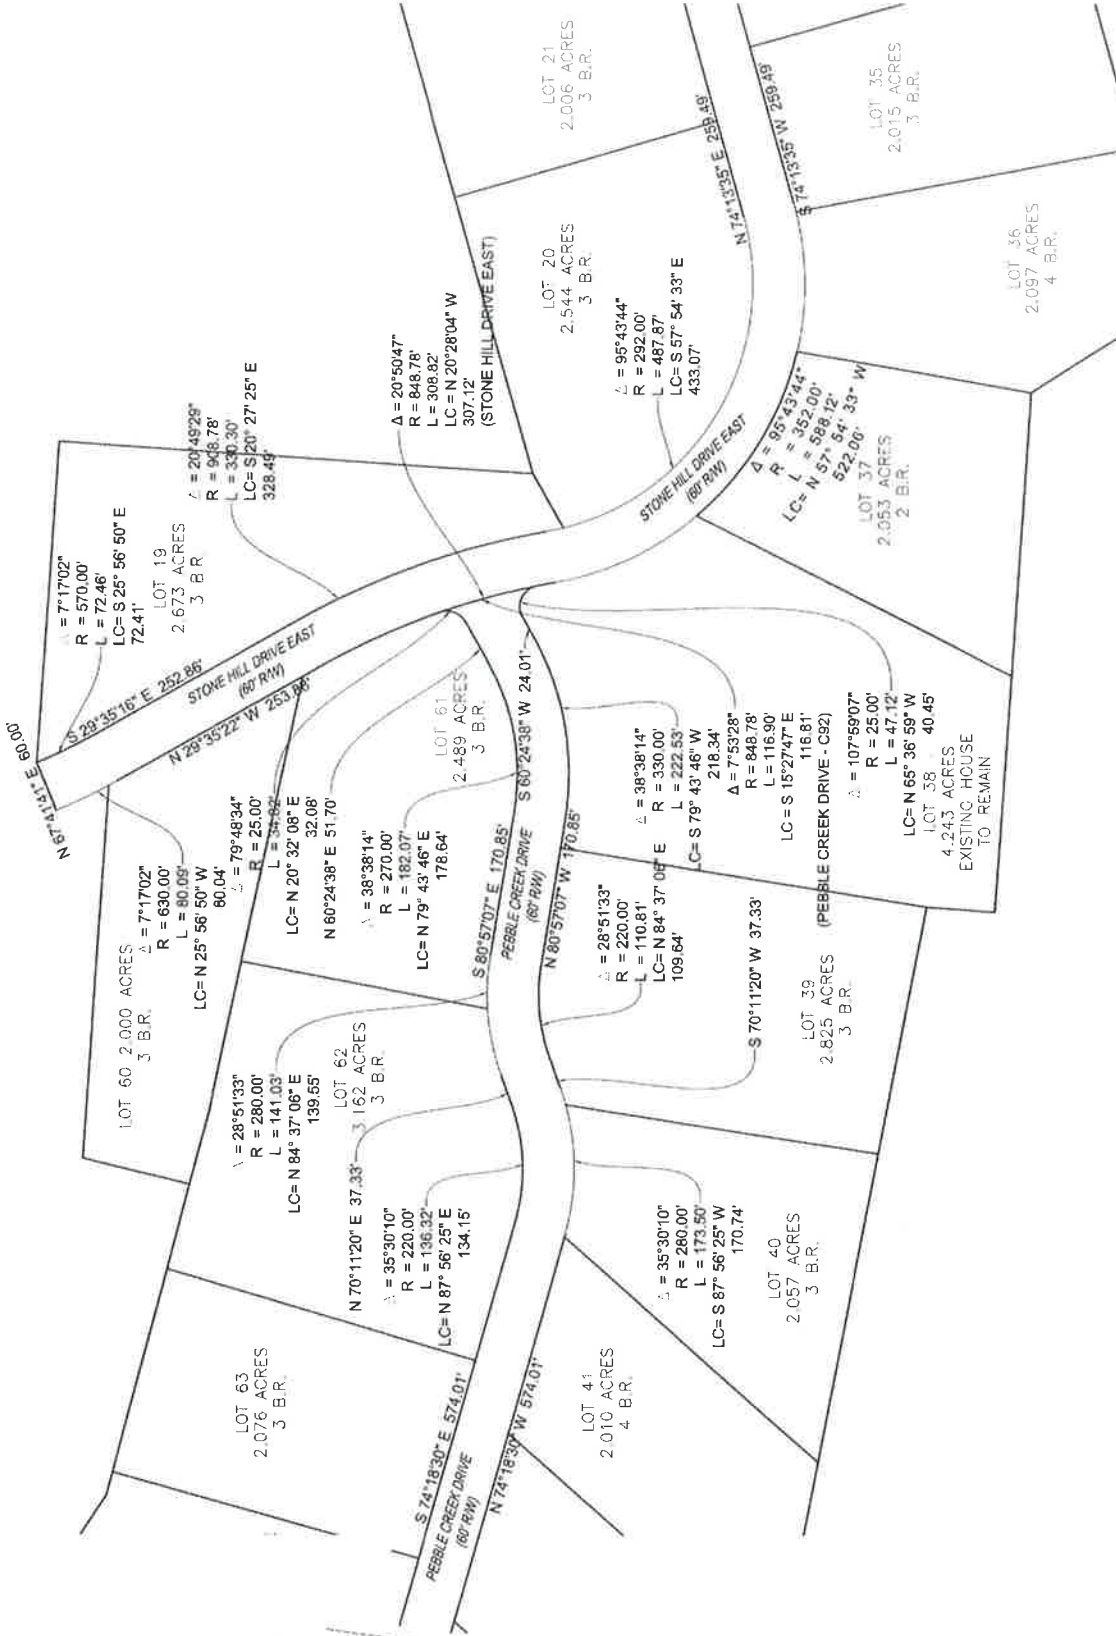 N 67°41'41" E 60.00'
Δ = 7°17'02"
R = 570.00'
L = 72.46'
LC= S 25° 56' 50" E
72.41'
LOT 19
2.673 ACRES
3 B.R.
S 29°35'16" E 252.86'
STONE HILL DRIVE EAST
(60' R/W)
N 29°35'22" W 253.88'
Δ = 20°49'29"
R = 908.78'
L = 330.30'
LC= S 20° 27' 25" E
328.49'
Δ = 20°50'47"
R = 848.78'
L = 308.82'
LC = N 20°28'04" W
307.12'
(STONE HILL DRIVE EAST)
LOT 21
2.006 ACRES
3 B.R.
LOT 20
2.544 ACRES
3 B.R.
N 74°13'35" E 259.49'
S 74°13'35" W 259.49'
LOT 35
2.015 ACRES
3 B.R.
LOT 36
2.097 ACRES
4 B.R.
Δ = 95°43'44"
R = 292.00'
L = 487.87'
LC= S 57° 54' 33" E
433.07'
STONE HILL DRIVE EAST
(60' R/W)
Δ = 95°43'44"
R = 352.00'
L = 588.12'
LC= N 57° 54' 33" W
522.06'
LOT 37
2.053 ACRES
2 B.R.
LOT 60 2.000 ACRES
3 B.R.
Δ = 7°17'02"
R = 630.00'
L = 80.09'
LC= N 25° 56' 50" W
80.04'
Δ = 79°48'34"
R = 25.00'
L = 34.82'
LC= N 20° 32' 08" E
32.08'
N 60°24'38" E 51.70'
LOT 61
2.489 ACRES
3 B.R.
Δ = 38°38'14"
R = 270.00'
L = 182.07'
LC= N 79° 43' 46" E
178.64'
S 60°24'38" W 24.01'
S 80°57'07" E 170.85'
PEBBLE CREEK DRIVE
(60' R/W)
N 80°57'07" W 170.85'
Δ = 38°38'14"
R = 330.00'
L = 222.53'
LC= S 79° 43' 46" W
218.34'
Δ = 7°53'28"
R = 848.78'
L = 116.90'
LC = S 15°27'47" E
116.81'
(PEBBLE CREEK DRIVE - C92)
Δ = 107°59'07"
R = 25.00'
L = 47.12'
LC= N 65° 36' 59" W
40.45'
LOT 38
4.243 ACRES
EXISTING HOUSE
TO REMAIN
Δ = 28°51'33"
R = 280.00'
L = 141.03'
LC= N 84° 37' 06" E
139.55'
LOT 62
3.162 ACRES
3 B.R.
Δ = 28°51'33"
R = 220.00'
L = 110.81'
LC= N 84° 37' 06" E
109.64'
S 70°11'20" W 37.33'
LOT 39
2.825 ACRES
3 B.R.
N 70°11'20" E 37.33'
Δ = 35°30'10"
R = 220.00'
L = 136.32'
LC= N 87° 56' 25" E
134.15'
Δ = 35°30'10"
R = 280.00'
L = 173.50'
LC= S 87° 56' 25" W
170.74'
LOT 40
2.057 ACRES
3 B.R.
LOT 63
2.076 ACRES
3 B.R.
S 74°18'30" E 574.01'
PEBBLE CREEK DRIVE
(60' R/W)
N 74°18'30" W 574.01'
LOT 41
2.010 ACRES
4 B.R.